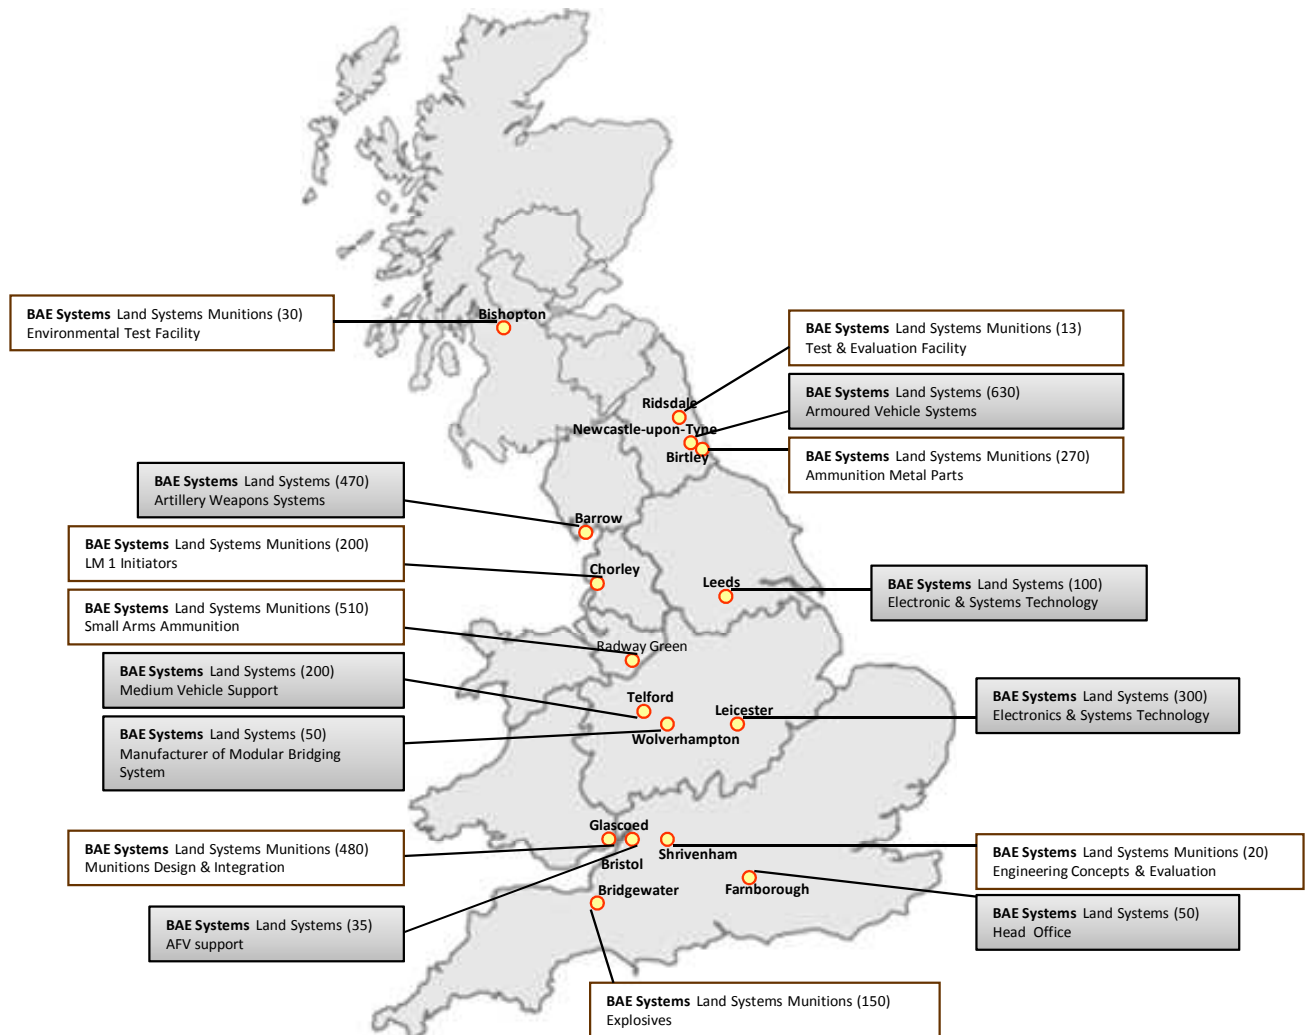 Bishopton
BAE Systems Land Systems Munitions (30)
Environmental Test Facility
BAE Systems Land Systems Munitions (13)
Test & Evaluation Facility
BAE Systems Land Systems (630)
Armoured Vehicle Systems
Ridsdale
Newcastle-upon-Tyne
Birtley
BAE Systems Land Systems Munitions (270)
Ammunition Metal Parts
BAE Systems Land Systems (470)
Artillery Weapons Systems
Barrow
BAE Systems Land Systems Munitions (200)
LM 1 Initiators
Chorley
Leeds
BAE Systems Land Systems (100)
Electronic & Systems Technology
BAE Systems Land Systems Munitions (510)
Small Arms Ammunition
Radway Green
BAE Systems Land Systems (200)
Medium Vehicle Support
Telford
Leicester
BAE Systems Land Systems (300)
Electronics & Systems Technology
BAE Systems Land Systems (50)
Manufacturer of Modular Bridging
System
Wolverhampton
Glascoed
BAE Systems Land Systems Munitions (480)
Munitions Design & Integration
Bristol
Shrivenham
BAE Systems Land Systems Munitions (20)
Engineering Concepts & Evaluation
Bridgewater
Farnborough
BAE Systems Land Systems (50)
Head Office
BAE Systems Land Systems (35)
AFV support
BAE Systems Land Systems Munitions (150)
Explosives